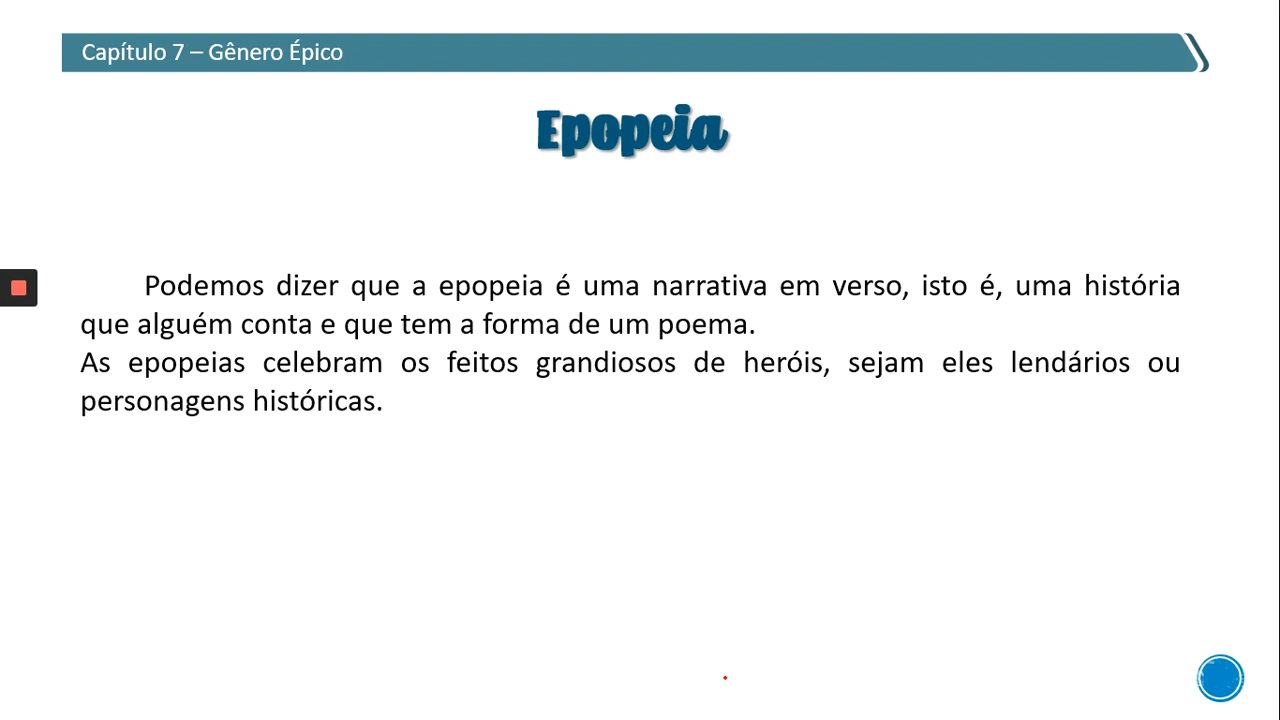 Capítulo 7 – Gênero Épico
Epopeia
Podemos dizer que a epopeia é uma narrativa em verso, isto é, uma história
que alguém conta e que tem a forma de um poema.
As epopeias celebram os feitos grandiosos de heróis, sejam eles lendários ou
personagens históricas.